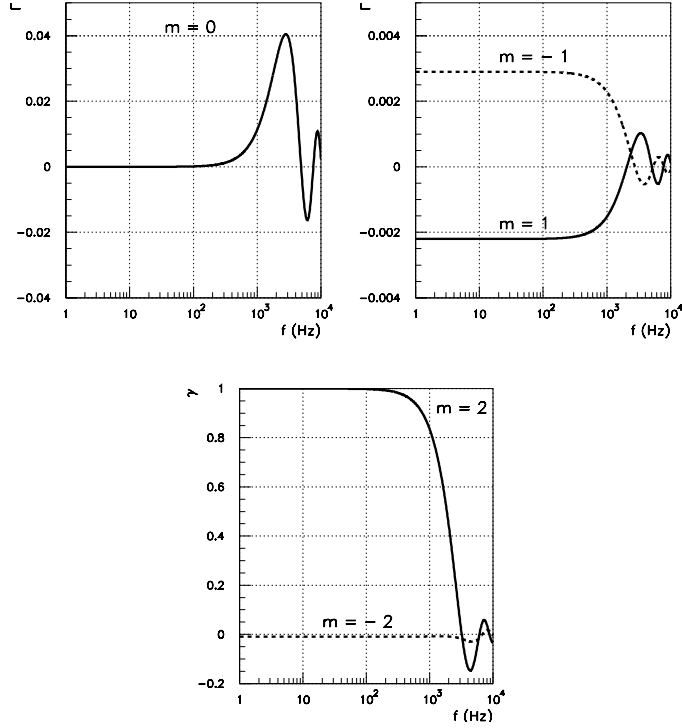 m = 0
0.04
0.02
0
−0.02
−0.04
1 10 10² 10³ 10⁴
f (Hz)
m = − 1
m = 1
0.004
0.002
0
−0.002
−0.004
1 10 10² 10³ 10⁴
f (Hz)
γ
m = 2
m = − 2
1
0.8
0.6
0.4
0.2
0
−0.2
1 10 10² 10³ 10⁴
f (Hz)